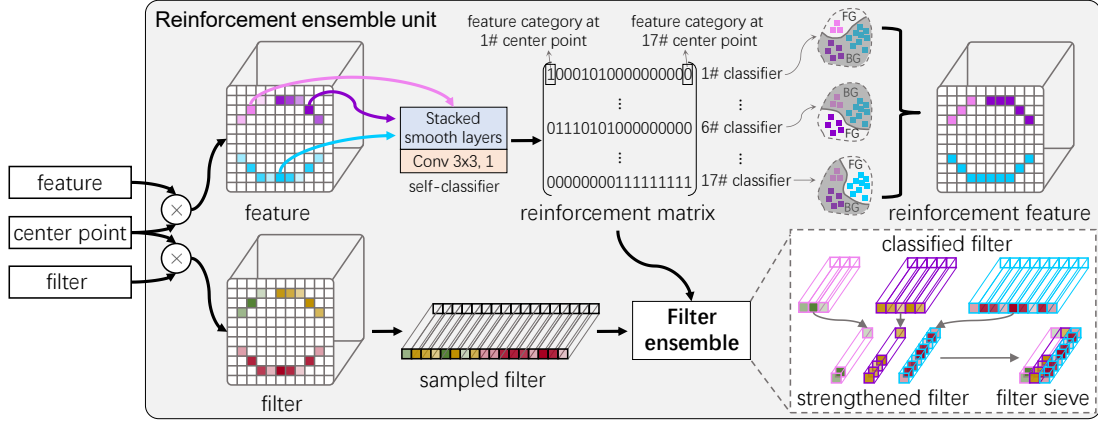 Reinforcement ensemble unit
feature category at
1# center point
feature category at
17# center point
FG
BG
1# classifier
10001010000000000
⋮
⋮
Stacked
smooth layers
Conv 3x3, 1
self-classifier
01110101000000000
6# classifier
BG
FG
⋮
⋮
00000000111111111
17# classifier
FG
BG
feature
reinforcement matrix
reinforcement feature
feature
center point
filter
×
×
filter
sampled filter
Filter
ensemble
classified filter
strengthened filter
filter sieve